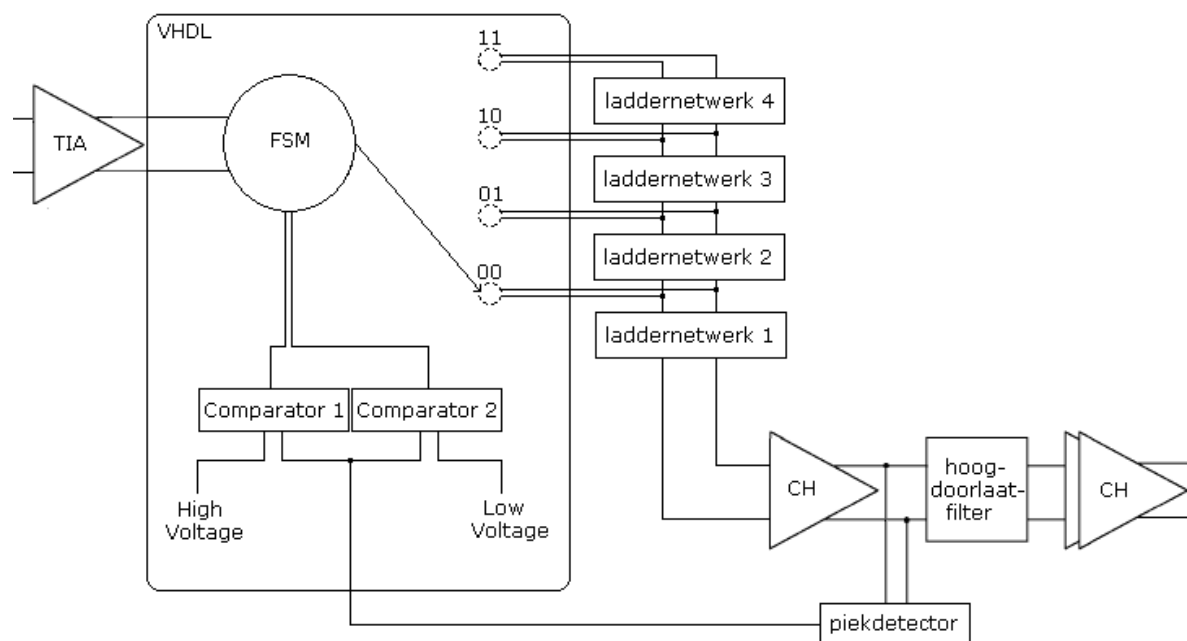 VHDL
TIA
FSM
11
10
01
00
laddernetwerk 4
laddernetwerk 3
laddernetwerk 2
laddernetwerk 1
Comparator 1
Comparator 2
High
Voltage
Low
Voltage
CH
hoog-
doorlaat-
filter
CH
piekdetector